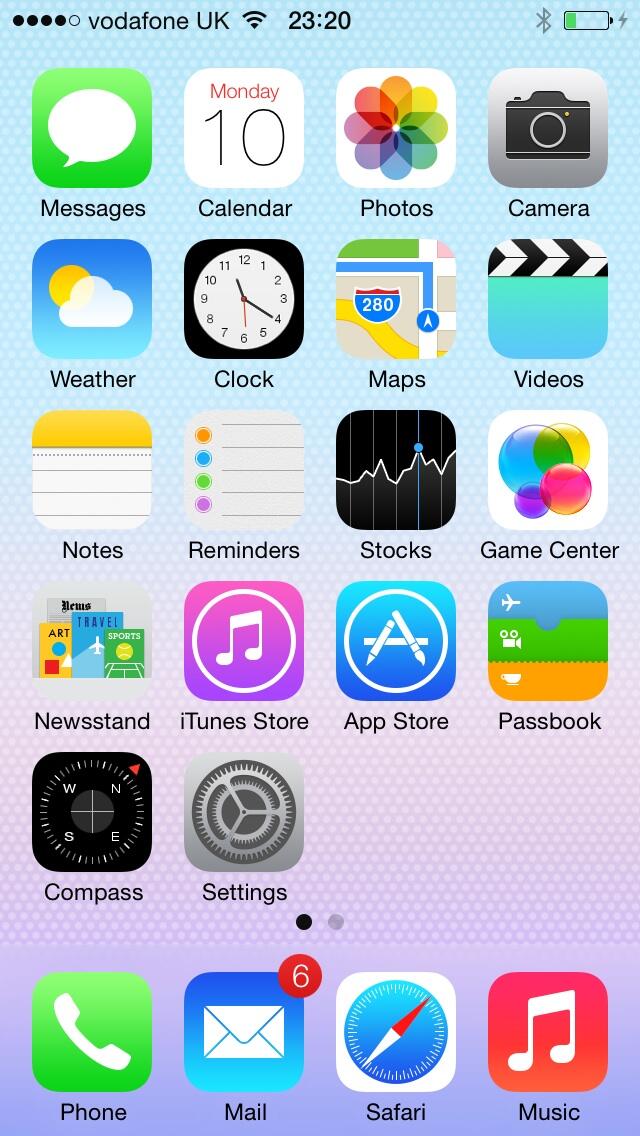 vodafone UK 23:20
Monday
10
Messages Calendar Photos Camera
12
11 1
10 2
9 3
8 4
7 5
6
280
Weather Clock Maps Videos
Notes Reminders Stocks Game Center
News
TRAVEL
ART SPORTS
Newsstand iTunes Store App Store Passbook
W N
S E
Compass Settings
6
Phone Mail Safari Music